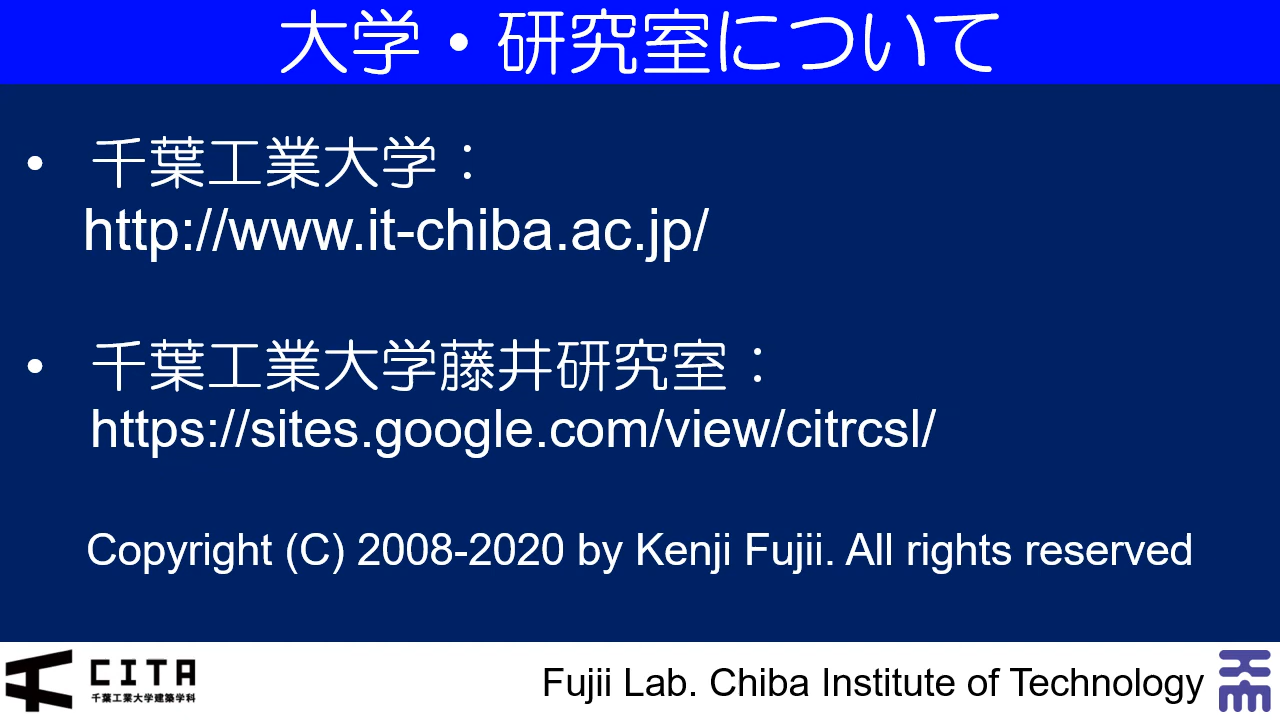 大学・研究室について
• 千葉工業大学：
http://www.it-chiba.ac.jp/
• 千葉工業大学藤井研究室：
https://sites.google.com/view/citrcsl/
Copyright (C) 2008-2020 by Kenji Fujii. All rights reserved
CITA
千葉工業大学建築学科
Fujii Lab. Chiba Institute of Technology